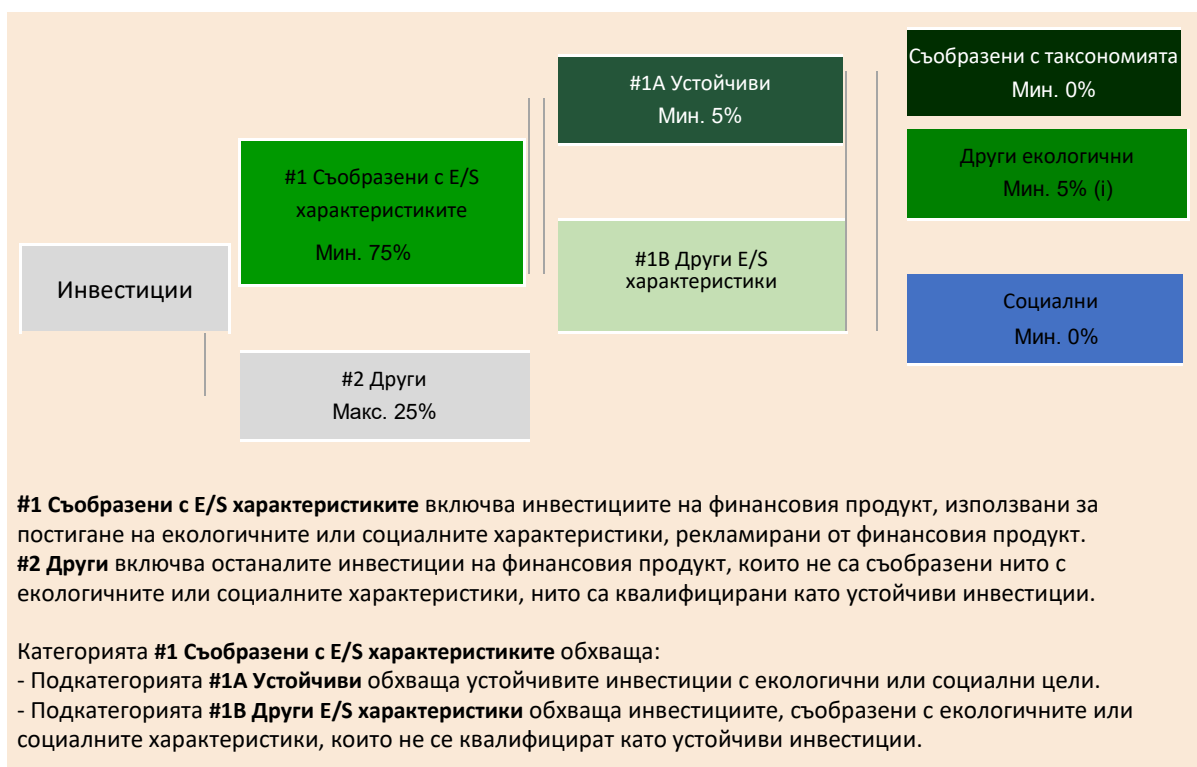 Инвестиции
#1 Съобразени с E/S
характеристиките
Мин. 75%
#2 Други
Макс. 25%
#1A Устойчиви
Мин. 5%
#1B Други E/S
характеристики
Съобразени с таксономията
Мин. 0%
Други екологични
Мин. 5% (i)
Социални
Мин. 0%
#1 Съобразени с E/S характеристиките включва инвестициите на финансовия продукт, използвани за
постигане на екологичните или социалните характеристики, рекламирани от финансовия продукт.
#2 Други включва останалите инвестиции на финансовия продукт, които не са съобразени нито с
екологичните или социалните характеристики, нито са квалифицирани като устойчиви инвестиции.
Категорията #1 Съобразени с E/S характеристиките обхваща:
- Подкатегорията #1A Устойчиви обхваща устойчивите инвестиции с екологични или социални цели.
- Подкатегорията #1B Други E/S характеристики обхваща инвестициите, съобразени с екологичните или
социалните характеристики, които не се квалифицират като устойчиви инвестиции.